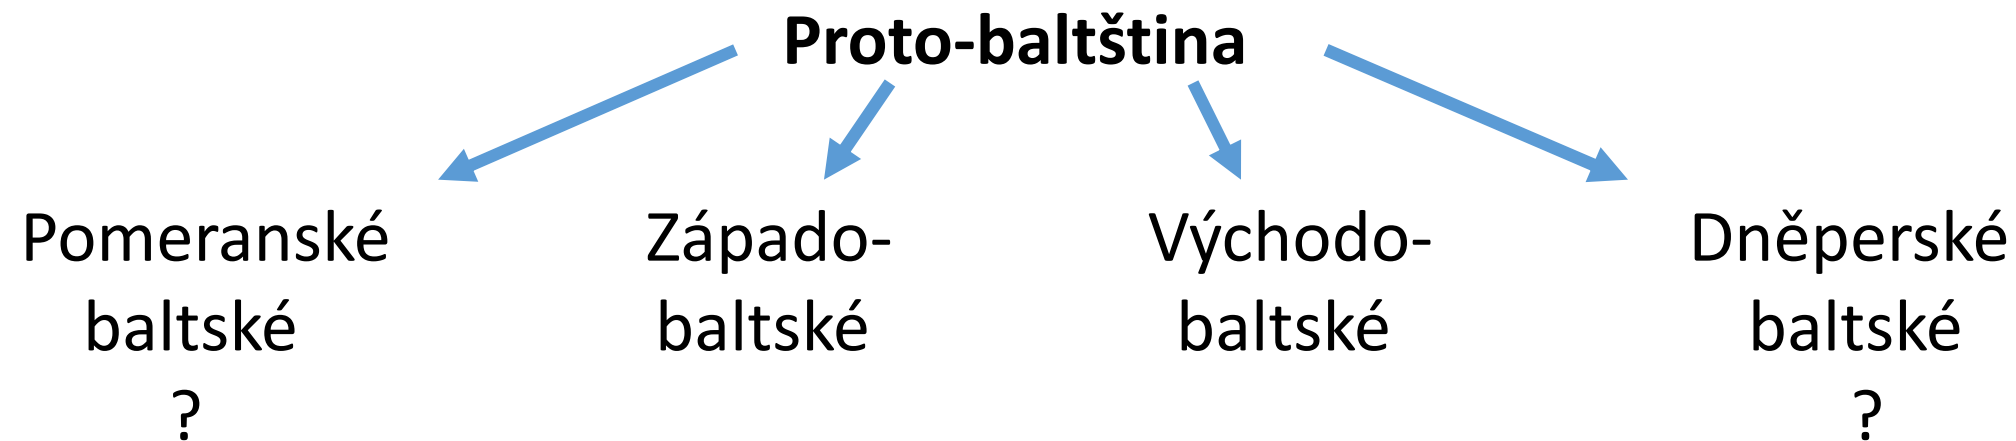 Proto-baltština
Pomeranské
baltské
?
Západo-
baltské
Východo-
baltské
Dněperské
baltské
?